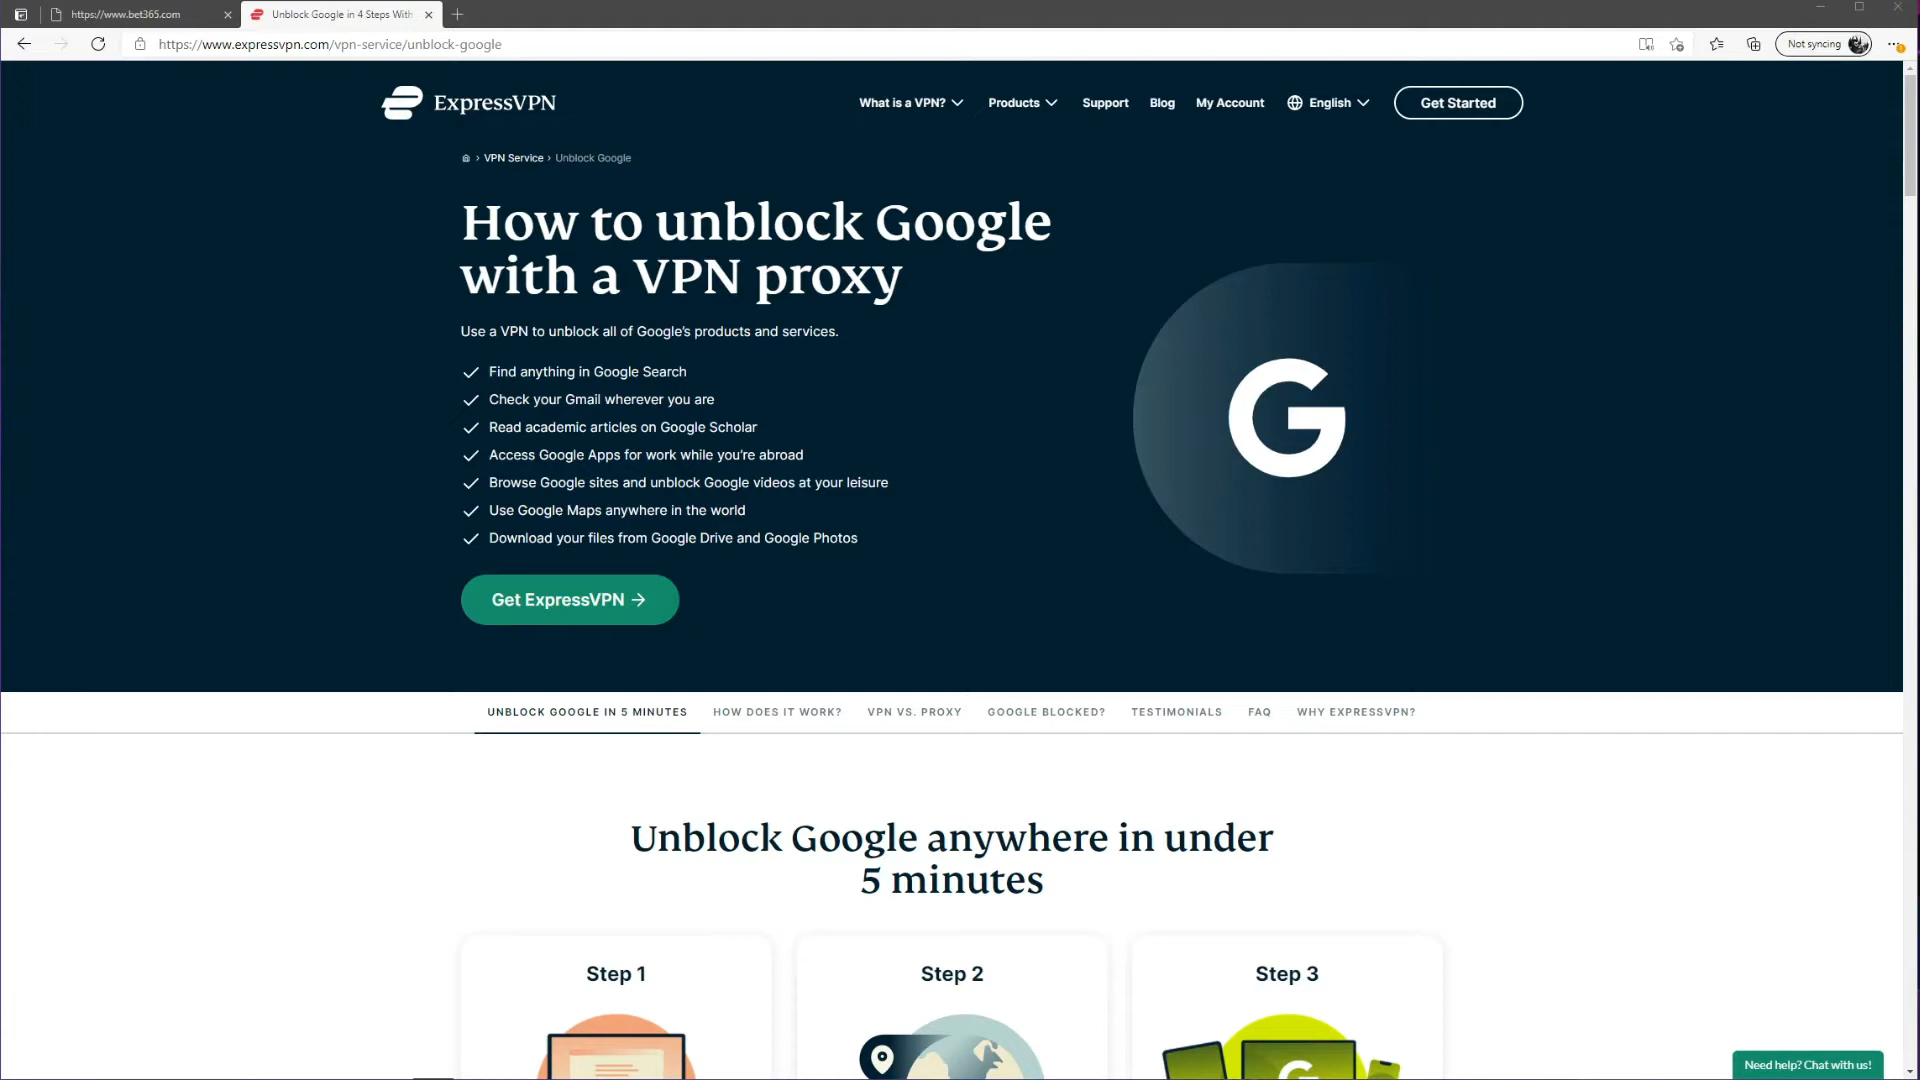 https://www.bet365.com
Unblock Google in 4 Steps With
https://www.expressvpn.com/vpn-service/unblock-google
Not syncing
ExpressVPN
What is a VPN?
Products
Support
Blog
My Account
English
Get Started
VPN Service › Unblock Google
How to unblock Google
with a VPN proxy
Use a VPN to unblock all of Google's products and services.
Find anything in Google Search
Check your Gmail wherever you are
Read academic articles on Google Scholar
Access Google Apps for work while you're abroad
Browse Google sites and unblock Google videos at your leisure
Use Google Maps anywhere in the world
Download your files from Google Drive and Google Photos
G
Get ExpressVPN →
UNBLOCK GOOGLE IN 5 MINUTES
HOW DOES IT WORK?
VPN VS. PROXY
GOOGLE BLOCKED?
TESTIMONIALS
FAQ
WHY EXPRESSVPN?
Unblock Google anywhere in under
5 minutes
Step 1
Step 2
Step 3
Need help? Chat with us!